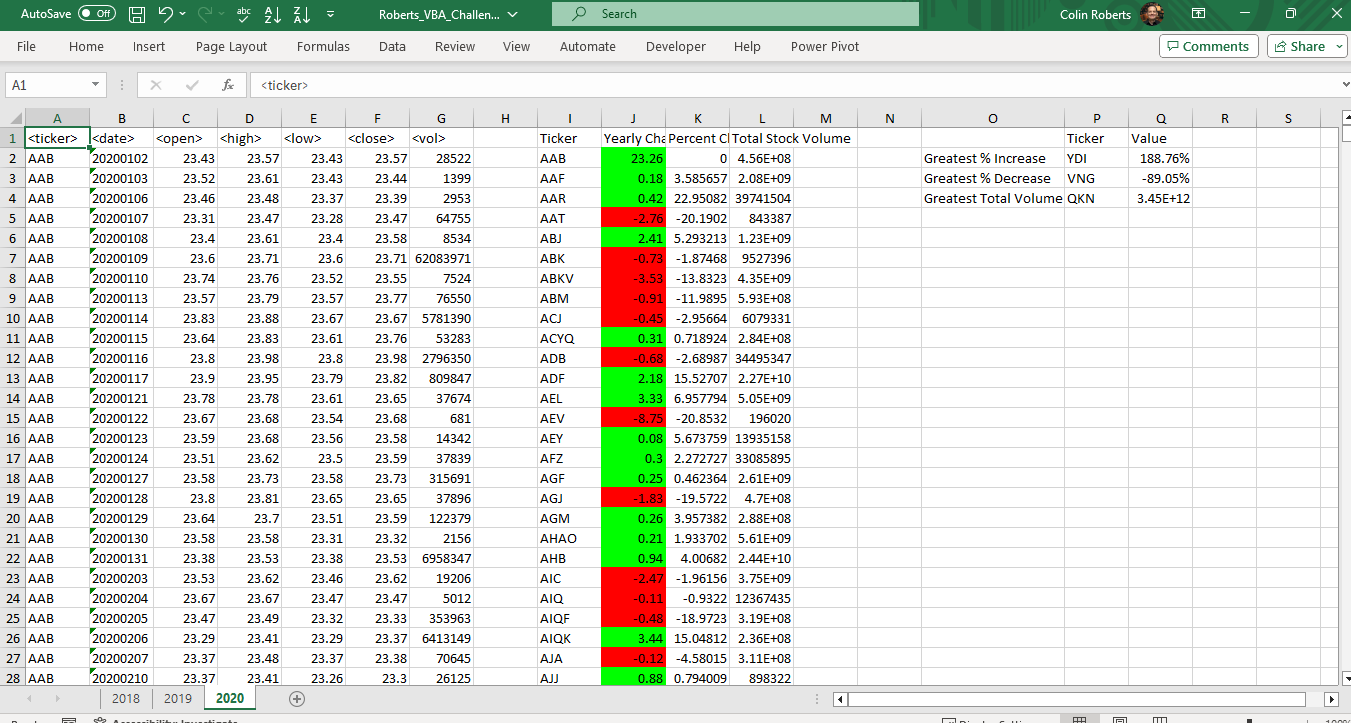 AutoSave Off abc Roberts_VBA_Challen... Search Colin Roberts
File Home Insert Page Layout Formulas Data Review View Automate Developer Help Power Pivot Comments Share
A1 fx <ticker>
A B C D E F G H I J K L M N O P Q R S
1 <ticker> <date> <open> <high> <low> <close> <vol> Ticker Yearly Cha Percent Cl Total Stock Volume Ticker Value
2 AAB 20200102 23.43 23.57 23.43 23.57 28522 AAB 23.26 0 4.56E+08 Greatest % Increase YDI 188.76%
3 AAB 20200103 23.52 23.61 23.43 23.44 1399 AAF 0.18 3.585657 2.08E+09 Greatest % Decrease VNG -89.05%
4 AAB 20200106 23.46 23.48 23.37 23.39 2953 AAR 0.42 22.95082 39741504 Greatest Total Volume QKN 3.45E+12
5 AAB 20200107 23.31 23.47 23.28 23.47 64755 AAT -2.76 -20.1902 843387
6 AAB 20200108 23.4 23.61 23.4 23.58 8534 ABJ 2.41 5.293213 1.23E+09
7 AAB 20200109 23.6 23.71 23.6 23.71 62083971 ABK -0.73 -1.87468 9527396
8 AAB 20200110 23.74 23.76 23.52 23.55 7524 ABKV -3.53 -13.8323 4.35E+09
9 AAB 20200113 23.57 23.79 23.57 23.77 76550 ABM -0.91 -11.9895 5.93E+08
10 AAB 20200114 23.83 23.88 23.67 23.67 5781390 ACJ -0.45 -2.95664 6079331
11 AAB 20200115 23.64 23.83 23.61 23.76 53283 ACYQ 0.31 0.718924 2.84E+08
12 AAB 20200116 23.8 23.98 23.8 23.98 2796350 ADB -0.68 -2.68987 34495347
13 AAB 20200117 23.9 23.95 23.79 23.82 809847 ADF 2.18 15.52707 2.27E+10
14 AAB 20200121 23.78 23.78 23.61 23.65 37674 AEL 3.33 6.957794 5.05E+09
15 AAB 20200122 23.67 23.68 23.54 23.68 681 AEV -8.75 -20.8532 196020
16 AAB 20200123 23.59 23.68 23.56 23.58 14342 AEY 0.08 5.673759 13935158
17 AAB 20200124 23.51 23.62 23.5 23.59 37839 AFZ 0.3 2.272727 33085895
18 AAB 20200127 23.58 23.73 23.58 23.73 315691 AGF 0.25 0.462364 2.61E+09
19 AAB 20200128 23.8 23.81 23.65 23.65 37896 AGJ -1.83 -19.5722 4.7E+08
20 AAB 20200129 23.64 23.7 23.51 23.59 122379 AGM 0.26 3.957382 2.88E+08
21 AAB 20200130 23.58 23.58 23.31 23.32 2156 AHAO 0.21 1.933702 5.61E+09
22 AAB 20200131 23.38 23.53 23.38 23.53 6958347 AHB 0.94 4.00682 2.44E+10
23 AAB 20200203 23.53 23.62 23.46 23.62 19206 AIC -2.47 -1.96156 3.75E+09
24 AAB 20200204 23.67 23.67 23.47 23.47 5012 AIQ -0.11 -0.9322 12367435
25 AAB 20200205 23.47 23.49 23.32 23.33 353963 AIQF -0.48 -18.9723 3.19E+08
26 AAB 20200206 23.29 23.41 23.29 23.37 6413149 AIQK 3.44 15.04812 2.36E+08
27 AAB 20200207 23.37 23.48 23.37 23.38 70645 AJA -0.12 -4.58015 3.11E+08
28 AAB 20200210 23.37 23.41 23.26 23.3 26125 AJJ 0.88 0.794009 898322
2018 2019 2020